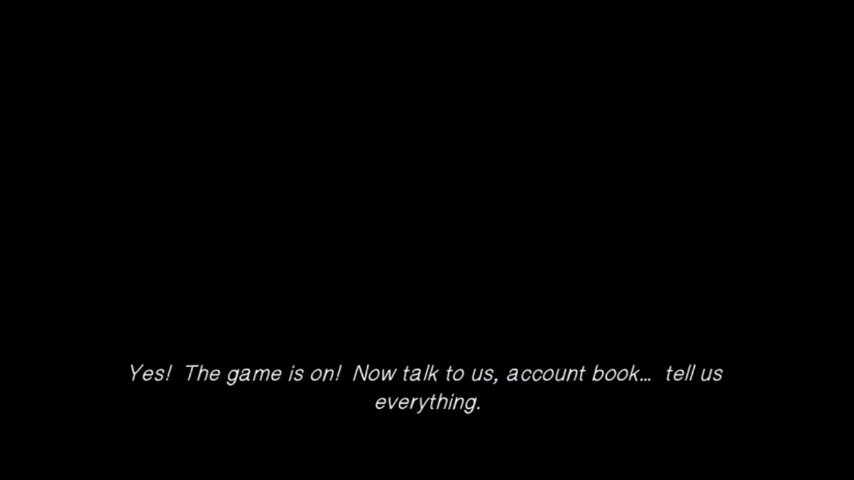 Yes!  The game is on!  Now talk to us, account book...  tell us
everything.